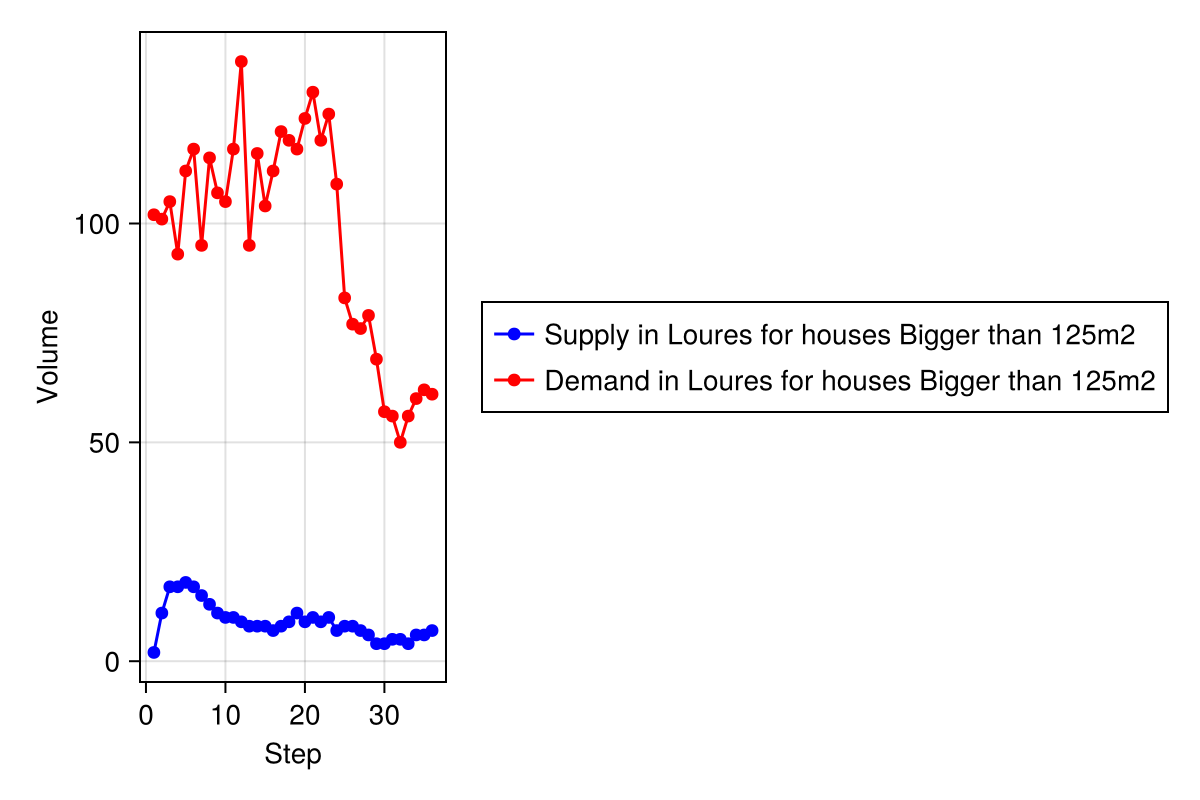 Volume
100
50
0
0 10 20 30
Step
Supply in Loures for houses Bigger than 125m2
Demand in Loures for houses Bigger than 125m2